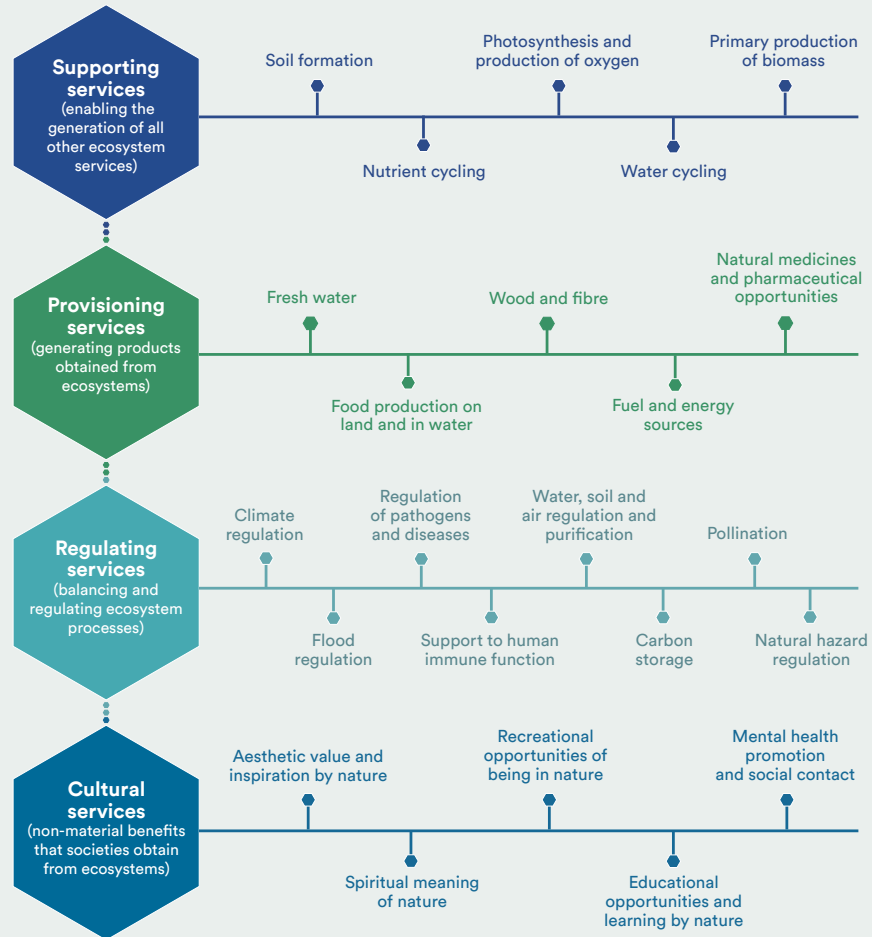 Supporting
services
(enabling the
generation of all
other ecosystem
services)
Soil formation
Photosynthesis and
production of oxygen
Primary production
of biomass
Nutrient cycling
Water cycling
Provisioning
services
(generating products
obtained from
ecosystems)
Fresh water
Wood and fibre
Natural medicines
and pharmaceutical
opportunities
Food production on
land and in water
Fuel and energy
sources
Regulating
services
(balancing and
regulating ecosystem
processes)
Climate
regulation
Regulation
of pathogens
and diseases
Water, soil and
air regulation and
purification
Pollination
Flood
regulation
Support to human
immune function
Carbon
storage
Natural hazard
regulation
Cultural
services
(non-material benefits
that societies obtain
from ecosystems)
Aesthetic value and
inspiration by nature
Recreational
opportunities of
being in nature
Mental health
promotion
and social contact
Spiritual meaning
of nature
Educational
opportunities and
learning by nature